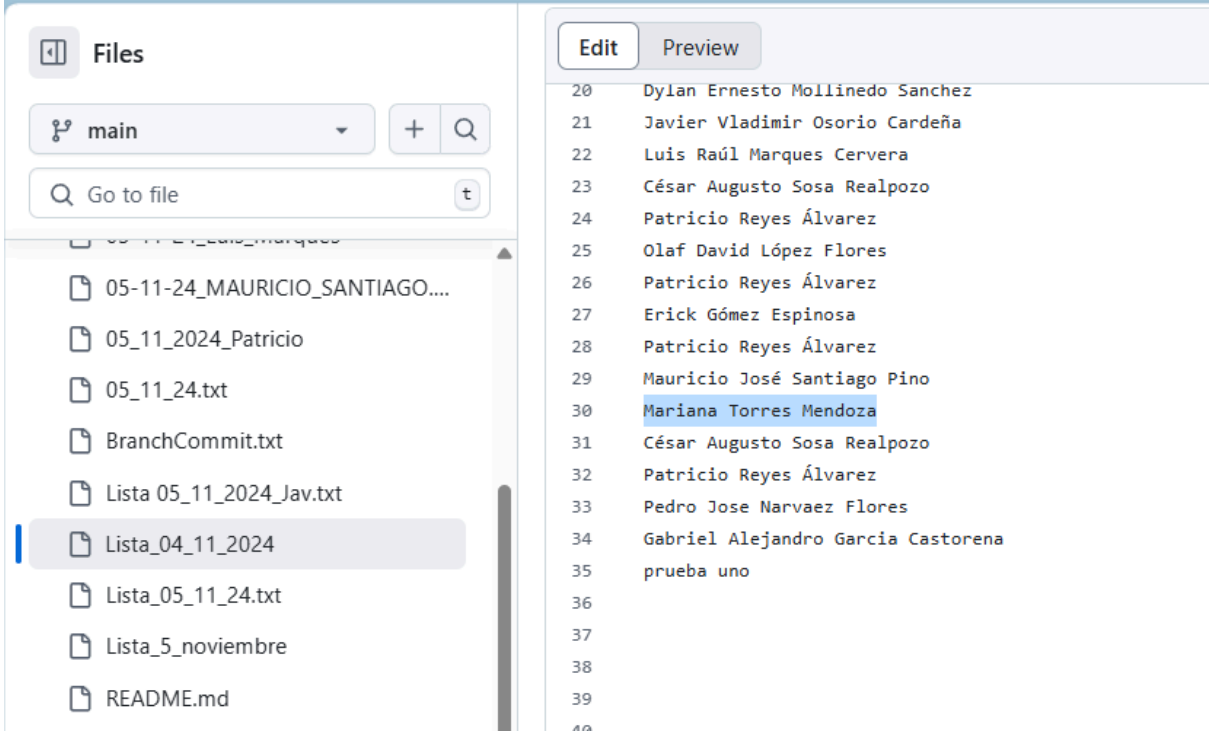 Files
main
Go to file
t
05-11-24_MAURICIO_SANTIAGO....
05_11_2024_Patricio
05_11_24.txt
BranchCommit.txt
Lista 05_11_2024_Jav.txt
Lista_04_11_2024
Lista_05_11_24.txt
Lista_5_noviembre
README.md
Edit Preview
20 Dylan Ernesto Mollinedo Sanchez
21 Javier Vladimir Osorio Cardeña
22 Luis Raúl Marques Cervera
23 César Augusto Sosa Realpozo
24 Patricio Reyes Álvarez
25 Olaf David López Flores
26 Patricio Reyes Álvarez
27 Erick Gómez Espinosa
28 Patricio Reyes Álvarez
29 Mauricio José Santiago Pino
30 Mariana Torres Mendoza
31 César Augusto Sosa Realpozo
32 Patricio Reyes Álvarez
33 Pedro Jose Narvaez Flores
34 Gabriel Alejandro Garcia Castorena
35 prueba uno
36
37
38
39